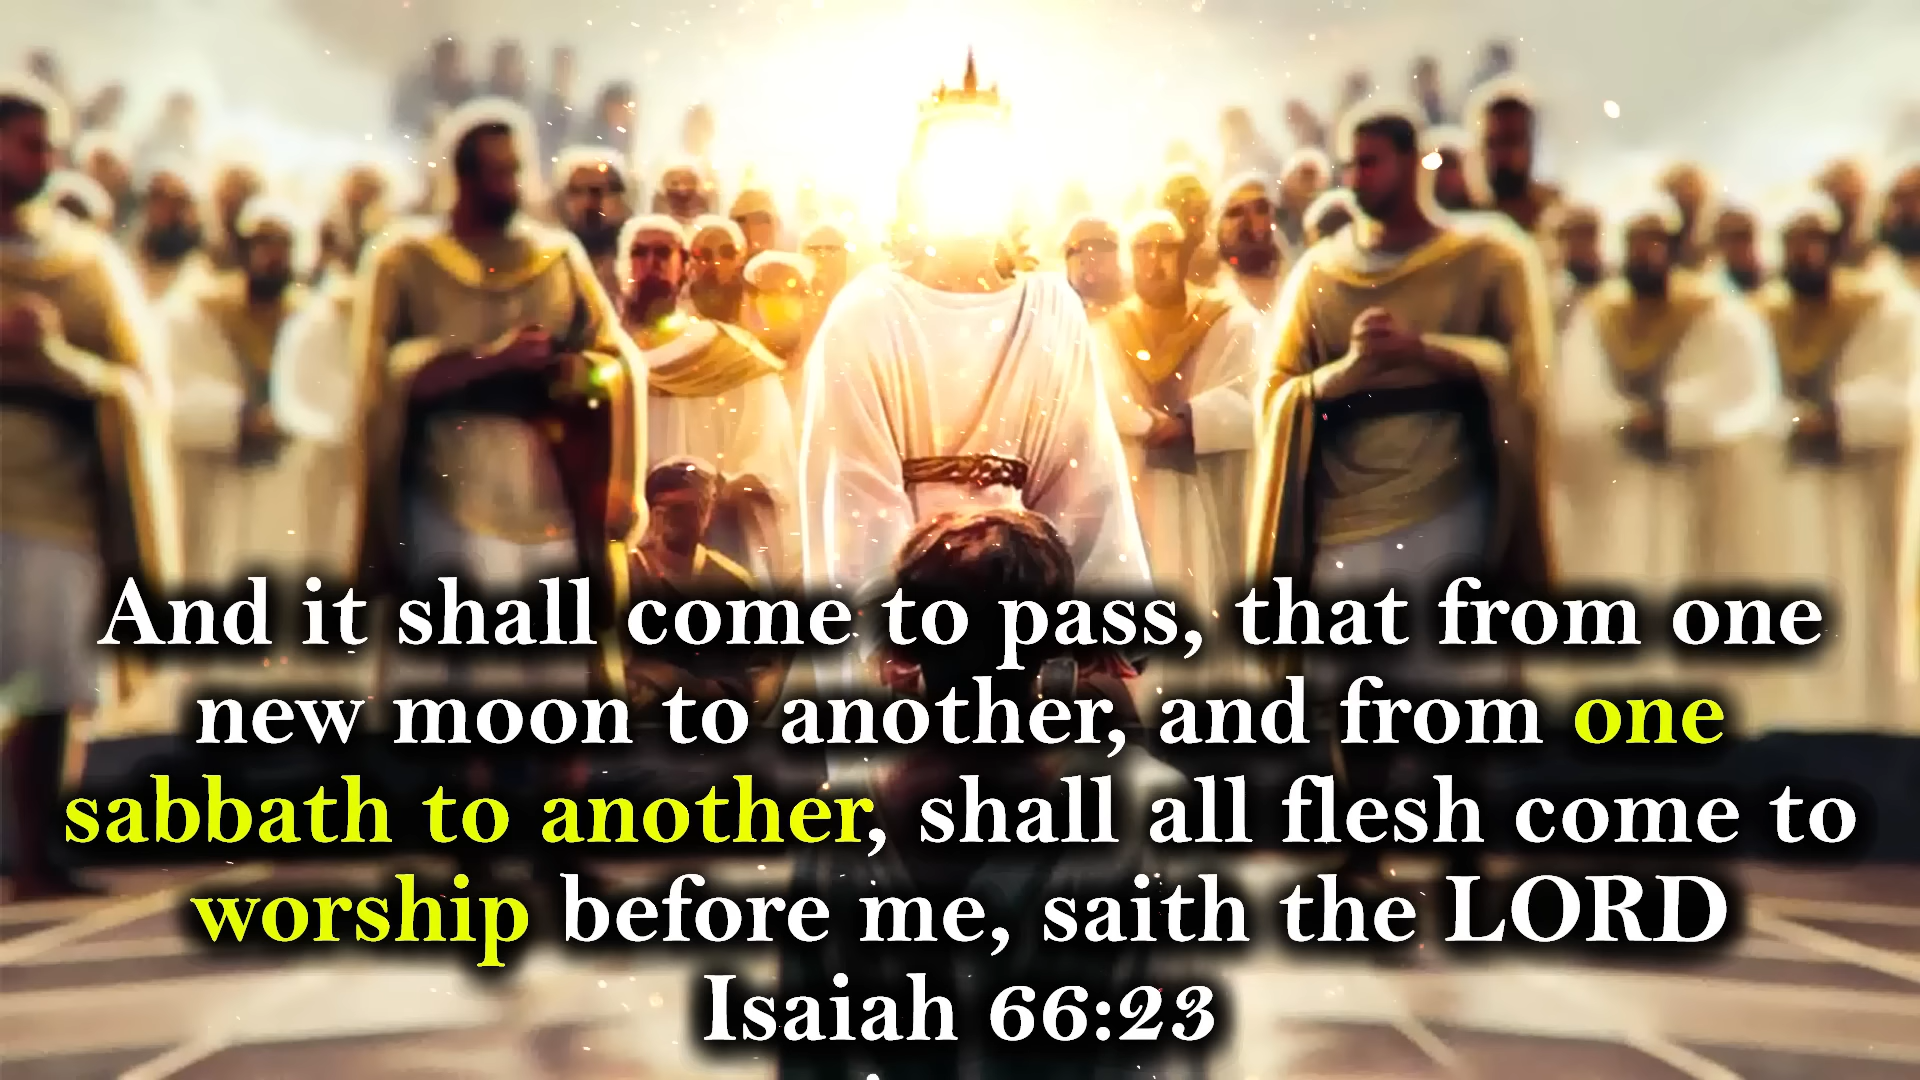 And it shall come to pass, that from one
new moon to another, and from one
sabbath to another, shall all flesh come to
worship before me, saith the LORD
Isaiah 66:23